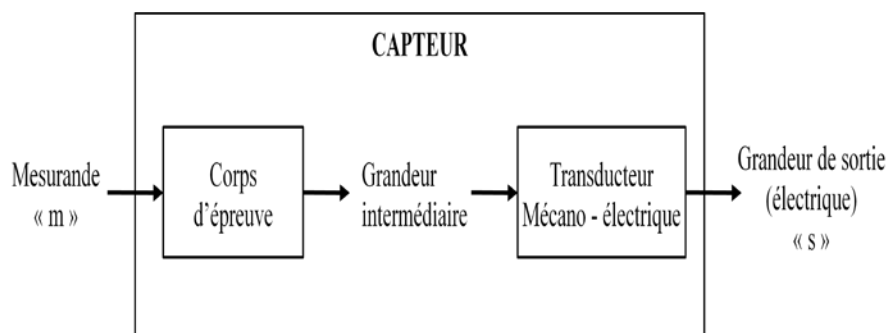 CAPTEUR
Mesurande
« m »
Corps
d’épreuve
Grandeur
intermédiaire
Transducteur
Mécano - électrique
Grandeur de sortie
(électrique)
« s »